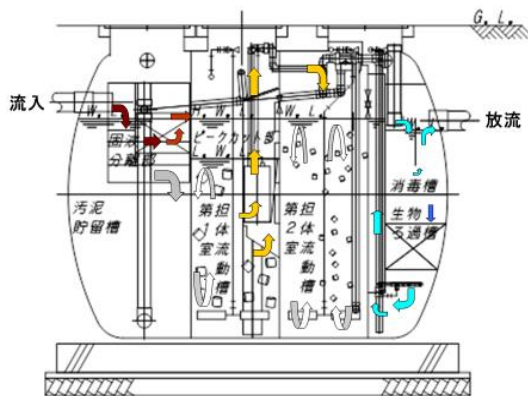 G.L.
流入
放流
W.
H.W.L.
W.L.
固液
分離部
ピークカット部
L.W.L.
汚泥
貯留槽
第1室
担体流動槽
第2室
担体流動槽
消毒槽
生物
ろ過槽